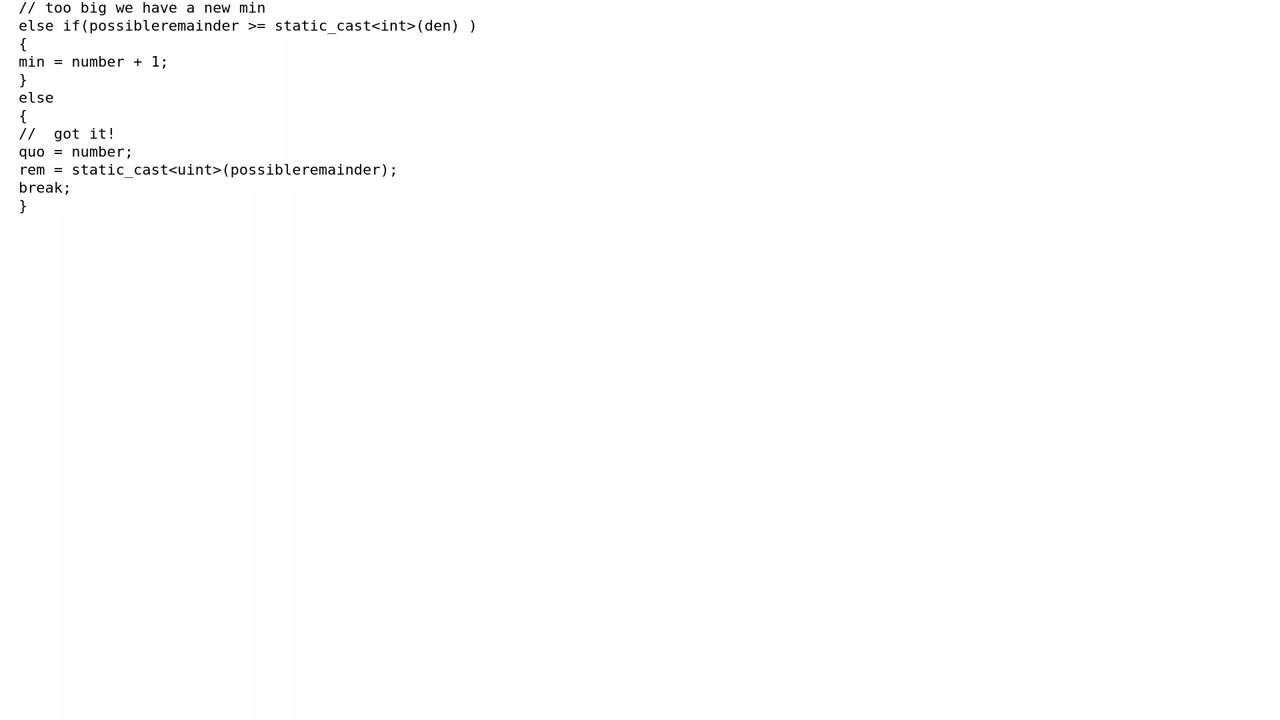 // too big we have a new min
else if(possibleremainder >= static_cast<int>(den) )
{
min = number + 1;
}
else
{
//  got it!
quo = number;
rem = static_cast<uint>(possibleremainder);
break;
}